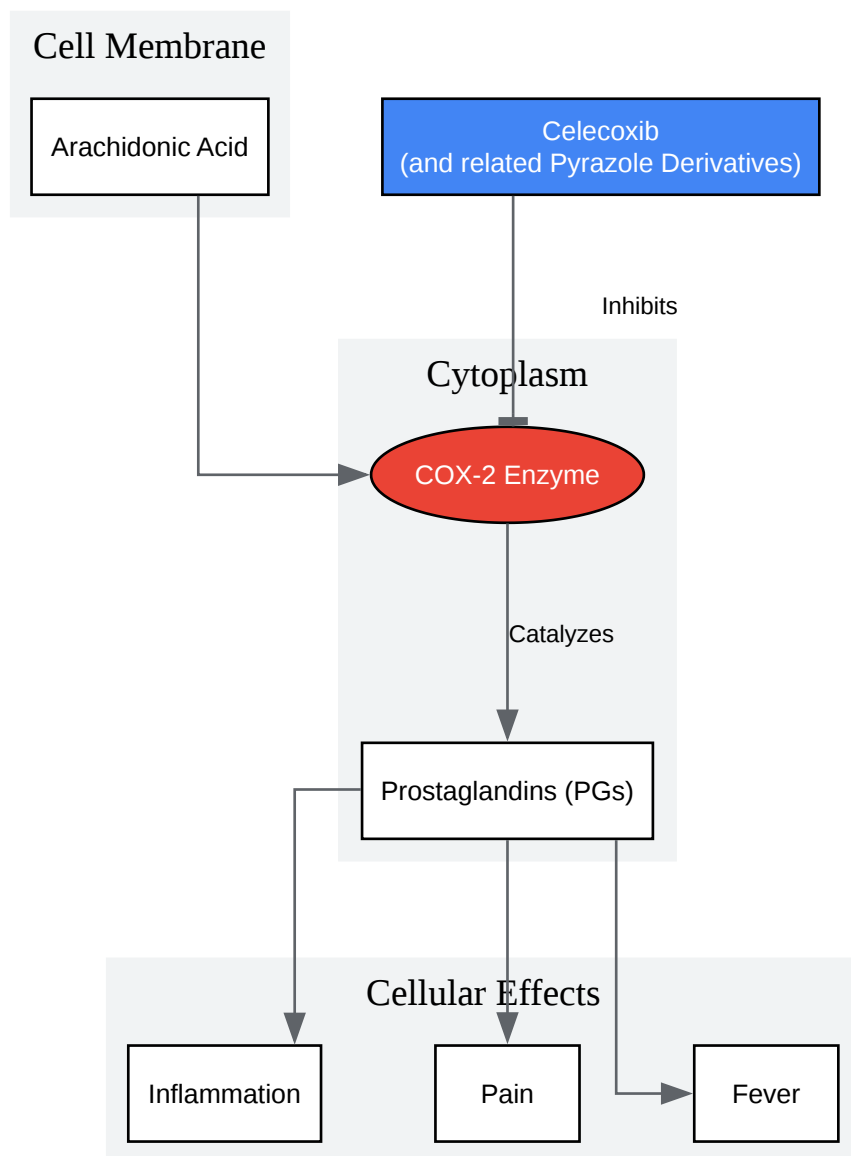 Cell Membrane
Arachidonic Acid
Celecoxib
(and related Pyrazole Derivatives)
Inhibits
Cytoplasm
COX-2 Enzyme
Catalyzes
Prostaglandins (PGs)
Cellular Effects
Inflammation
Pain
Fever